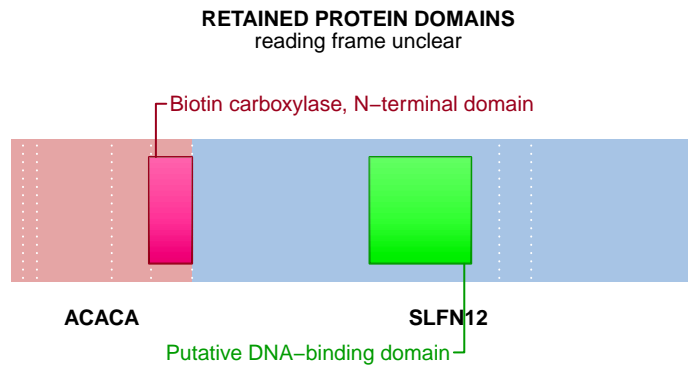 RETAINED PROTEIN DOMAINS
reading frame unclear
Biotin carboxylase, N−terminal domain
ACACA
SLFN12
Putative DNA−binding domain